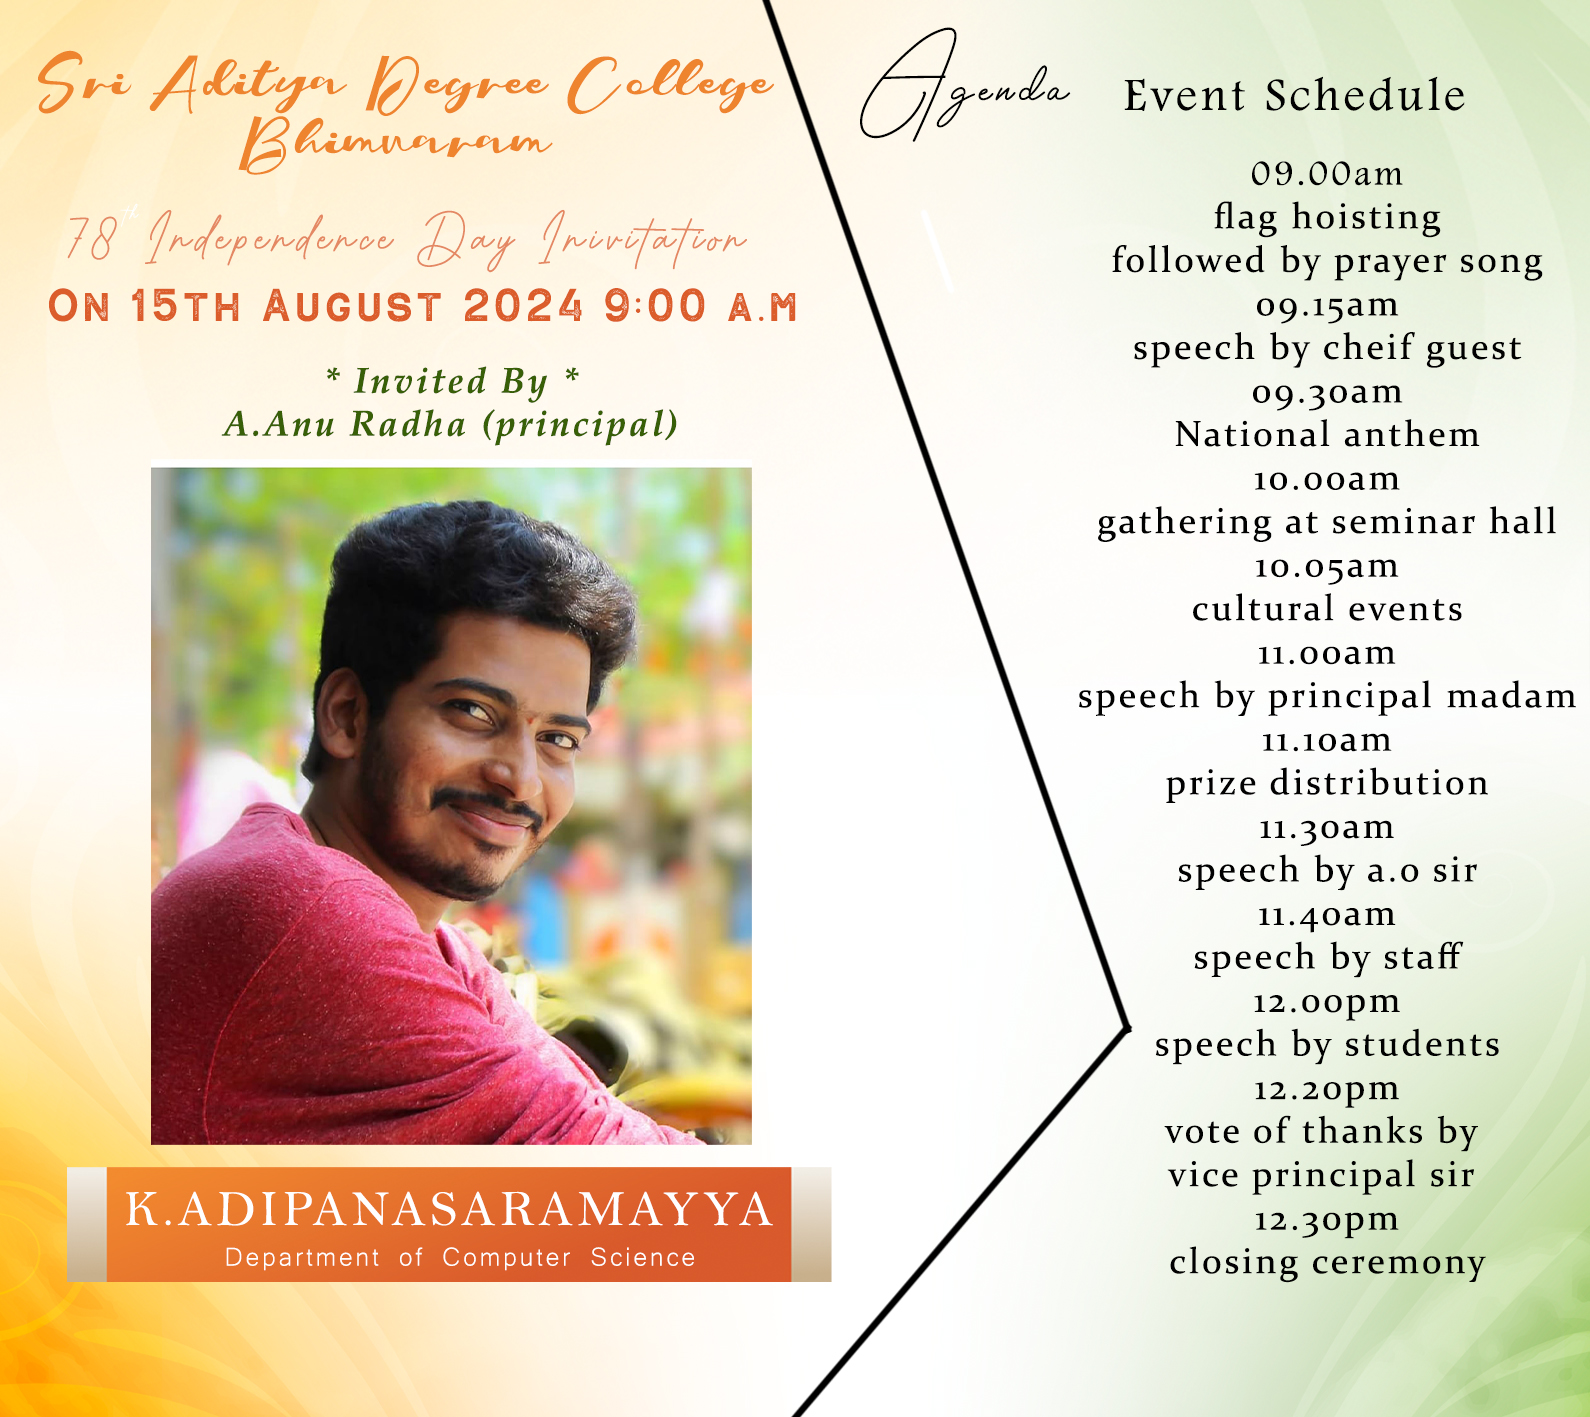 Sri Aditya Degree College
Bhimvaram
78th Independence Day Inivitation
On 15th August 2024 9:00 a.m
* Invited By *
A.Anu Radha (principal)
K.ADIPANASARAMAYYA
Department of Computer Science
Agenda Event Schedule
09.00am
flag hoisting
followed by prayer song
09.15am
speech by cheif guest
09.30am
National anthem
10.00am
gathering at seminar hall
10.05am
cultural events
11.00am
speech by principal madam
11.10am
prize distribution
11.30am
speech by a.o sir
11.40am
speech by staff
12.00pm
speech by students
12.20pm
vote of thanks by
vice principal sir
12.30pm
closing ceremony